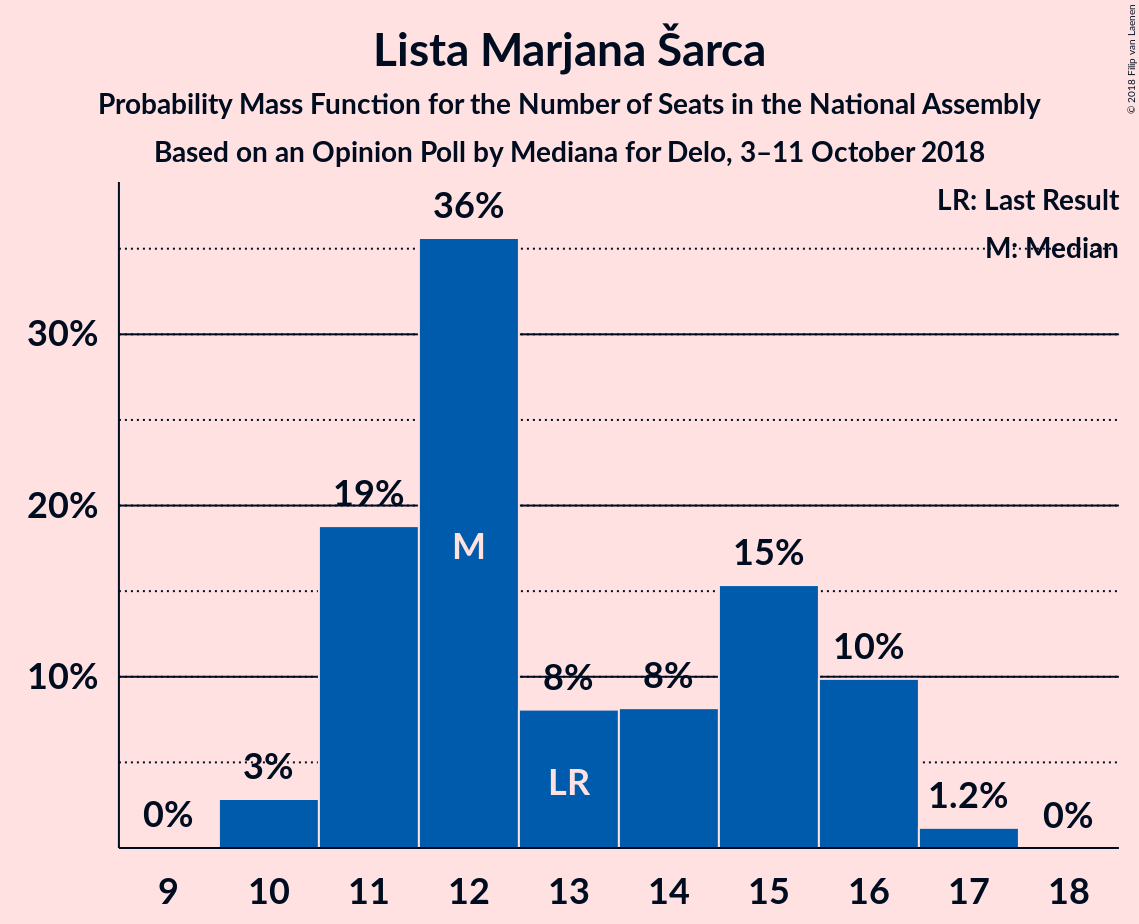 Lista Marjana Šarca
Probability Mass Function for the Number of Seats in the National Assembly
Based on an Opinion Poll by Mediana for Delo, 3–11 October 2018
© 2018 Filip van Laenen
LR: Last Result
M: Median
36%
30%
20%
19%
M
15%
10%
10%
8%
8%
3%
LR
1.2%
0%
0%
9 10 11 12 13 14 15 16 17 18